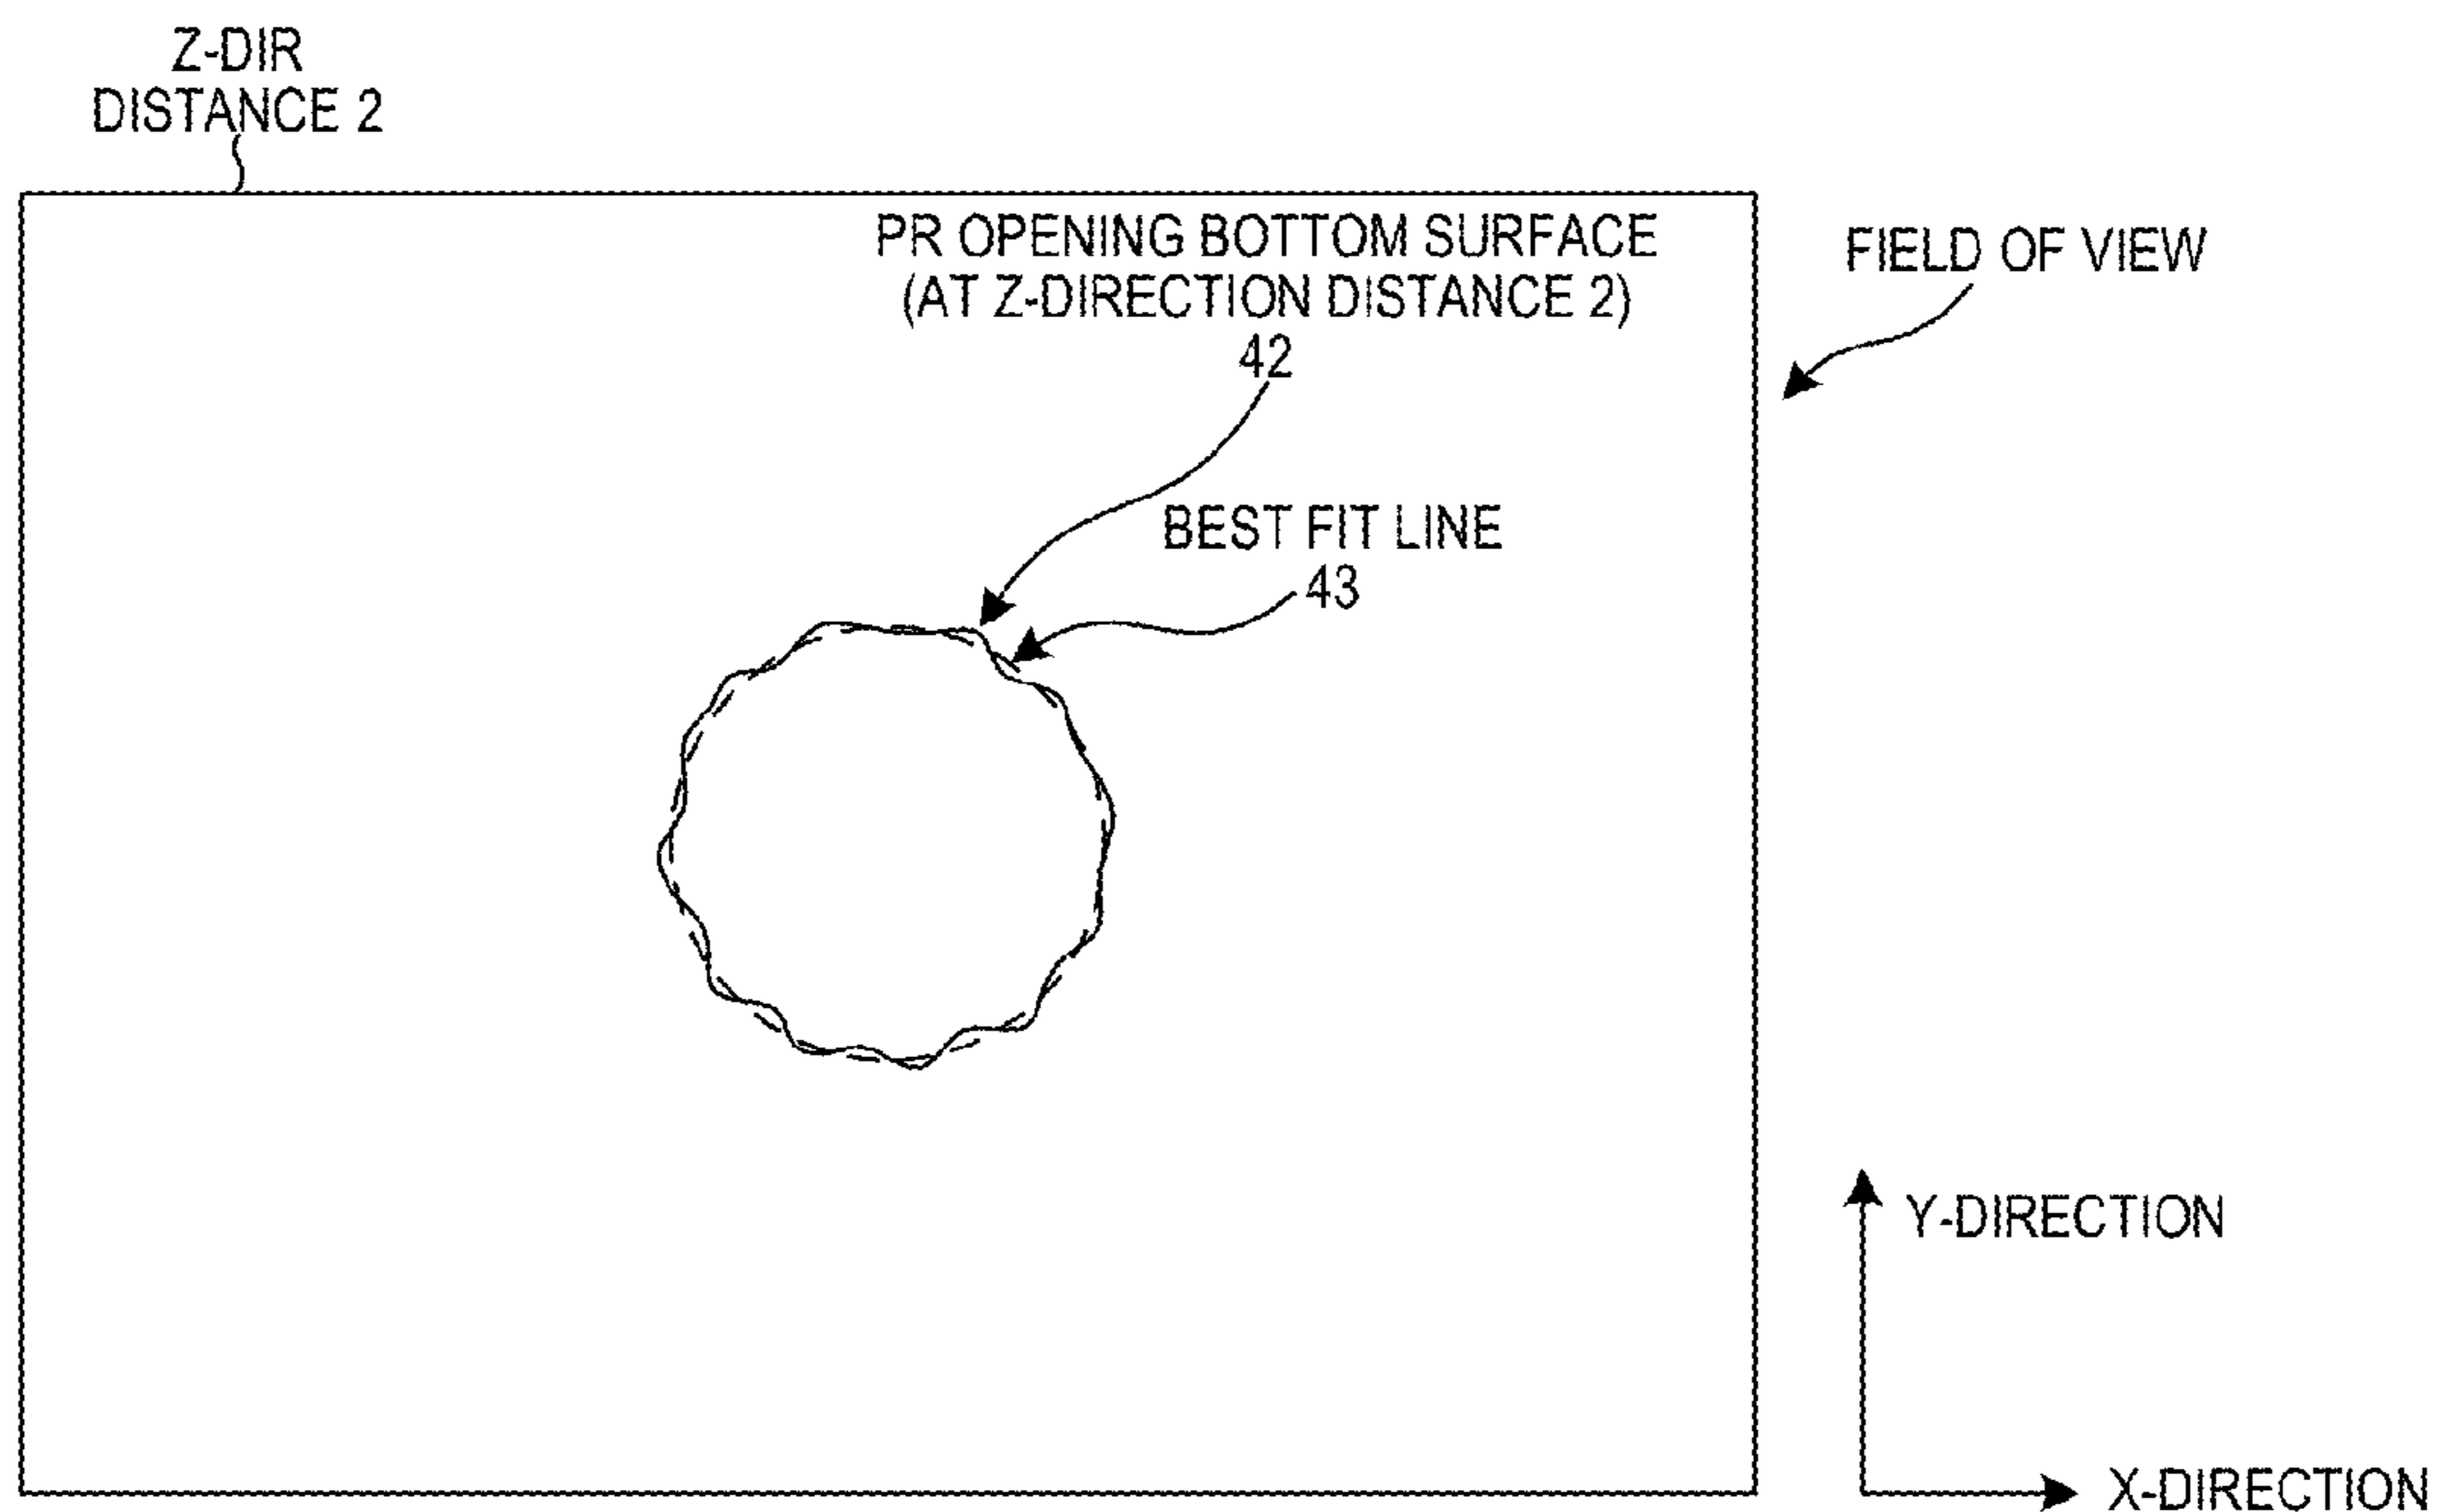 Z-DIR
DISTANCE 2
PR OPENING BOTTOM SURFACE
(AT Z-DIRECTION DISTANCE 2)
42
FIELD OF VIEW
BEST FIT LINE
43
Y-DIRECTION
X-DIRECTION